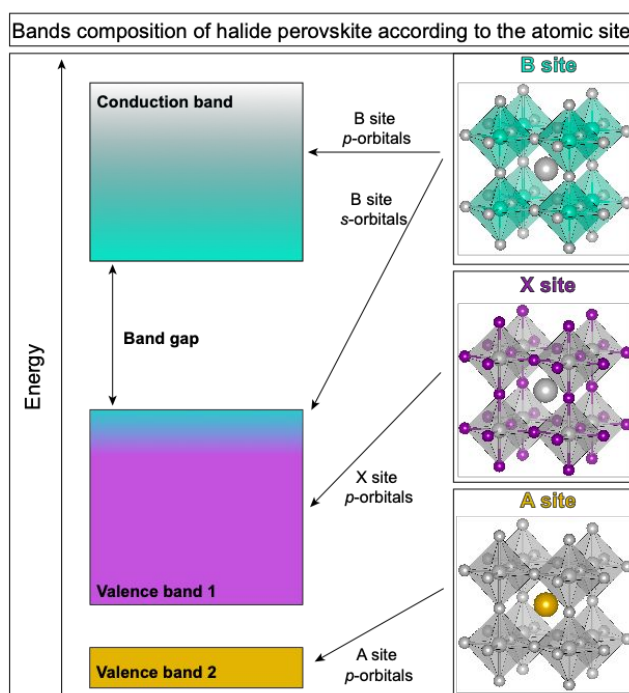 Bands composition of halide perovskite according to the atomic site
Energy
Conduction band
B site
p-orbitals
B site
s-orbitals
Band gap
X site
p-orbitals
Valence band 1
Valence band 2
A site
p-orbitals
B site
X site
A site